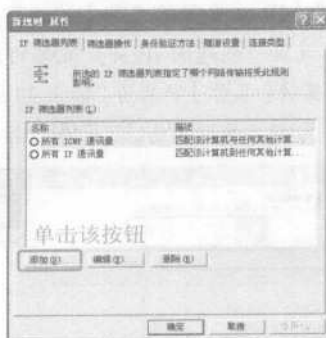 新规则 属性
IP 筛选器列表 筛选器操作 身份验证方法 隧道设置 连接类型
所选的 IP 筛选器列表指定了哪个网络传输将受此规则
影响。
IP 筛选器列表(L):
名称 描述
所有 ICMP 通讯量 匹配该计算机与任何其他计算...
所有 IP 通讯量 匹配该计算机到任何其他计算...
单击该按钮
添加(D) 编辑(E) 删除(R)
确定 取消